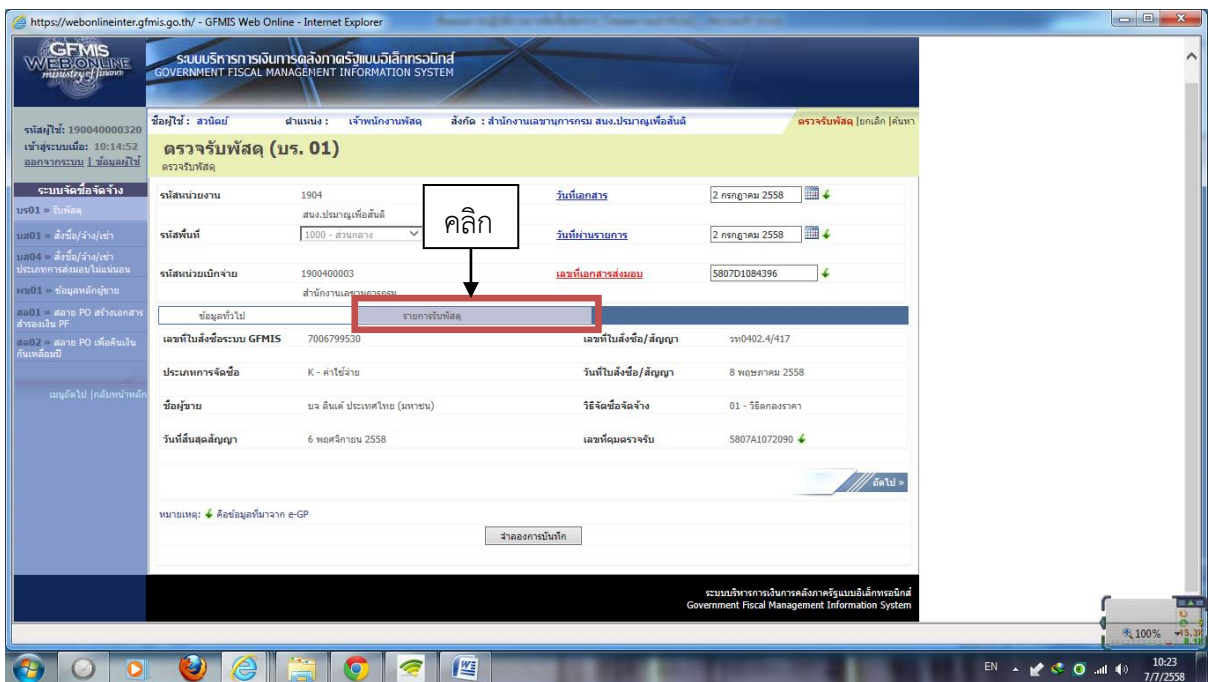 https://webonlineinter.gfmis.go.th/ - GFMIS Web Online - Internet Explorer
GFMIS
WEB ONLINE
ministry of finance
ระบบบริหารการเงินการคลังภาครัฐแบบอิเล็กทรอนิกส์
GOVERNMENT FISCAL MANAGEMENT INFORMATION SYSTEM
รหัสผู้ใช้: 190040000320
เข้าสู่ระบบเมื่อ: 10:14:52
ออกจากระบบ | ข้อมูลผู้ใช้
ชื่อผู้ใช้ : สวนิตย์ ตำแหน่ง : เจ้าพนักงานพัสดุ สังกัด : สำนักงานเลขานุการกรม สนง.ปรมาณูเพื่อสันติ
ตรวจรับพัสดุ |ยกเลิก |ค้นหา
ตรวจรับพัสดุ (บร. 01)
ตรวจรับพัสดุ
ระบบจัดซื้อจัดจ้าง
บร01 » รับพัสดุ
บส01 » สั่งซื้อ/จ้าง/เช่า
บส04 » สั่งซื้อ/จ้าง/เช่า
ประเภทการส่งมอบไม่แน่นอน
ผข01 » ข้อมูลหลักผู้ขาย
สล01 » สลาย PO สร้างเอกสาร
สำรองเงิน PF
สล02 » สลาย PO เพื่อคืนเงิน
กันเหลื่อมปี
เมนูถัดไป |กลับหน้าหลัก
รหัสหน่วยงาน 1904 วันที่เอกสาร 2 กรกฎาคม 2558
สนง.ปรมาณูเพื่อสันติ
คลิก
รหัสพื้นที่ 1000 - ส่วนกลาง วันที่ผ่านรายการ 2 กรกฎาคม 2558
รหัสหน่วยเบิกจ่าย 1900400003 เลขที่เอกสารส่งมอบ 5807D1084396
สำนักงานเลขานุการกรม
ข้อมูลทั่วไป รายการรับพัสดุ
เลขที่ใบสั่งซื้อระบบ GFMIS 7006799530 เลขที่ใบสั่งซื้อ/สัญญา วท0402.4/417
ประเภทการจัดซื้อ K - ค่าใช้จ่าย วันที่ใบสั่งซื้อ/สัญญา 8 พฤษภาคม 2558
ชื่อผู้ขาย บจ ลินเด้ ประเทศไทย (มหาชน) วิธีจัดซื้อจัดจ้าง 01 - วิธีตกลงราคา
วันที่สิ้นสุดสัญญา 6 พฤศจิกายน 2558 เลขที่คุมตรวจรับ 5807A1072090
ถัดไป »
หมายเหตุ: คือข้อมูลที่มาจาก e-GP
จำลองการบันทึก
ระบบบริหารการเงินการคลังภาครัฐแบบอิเล็กทรอนิกส์
Government Fiscal Management Information System
100%
EN
10:23
7/7/2558